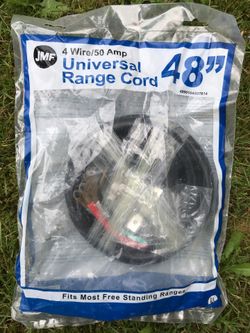 JMF
4 Wire/50 Amp
Universal
Range Cord
48"
Fits Most Free Standing Ranges